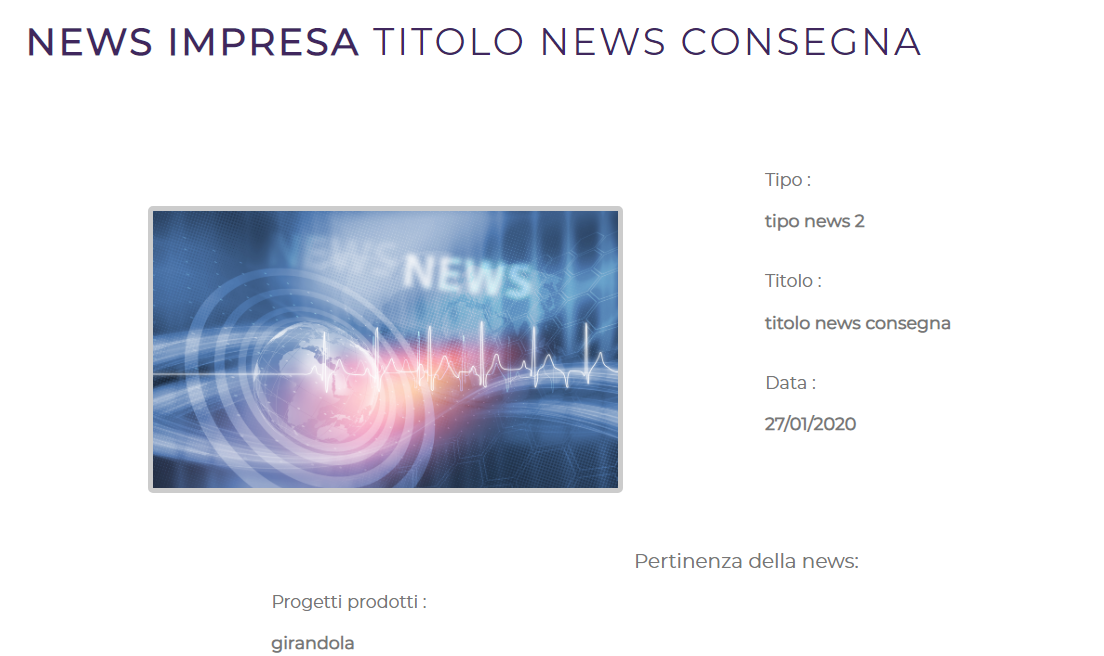 NEWS IMPRESA TITOLO NEWS CONSEGNA
NEWS NEWS
Tipo :
tipo news 2
Titolo :
titolo news consegna
Data :
27/01/2020
Pertinenza della news:
Progetti prodotti :
girandola